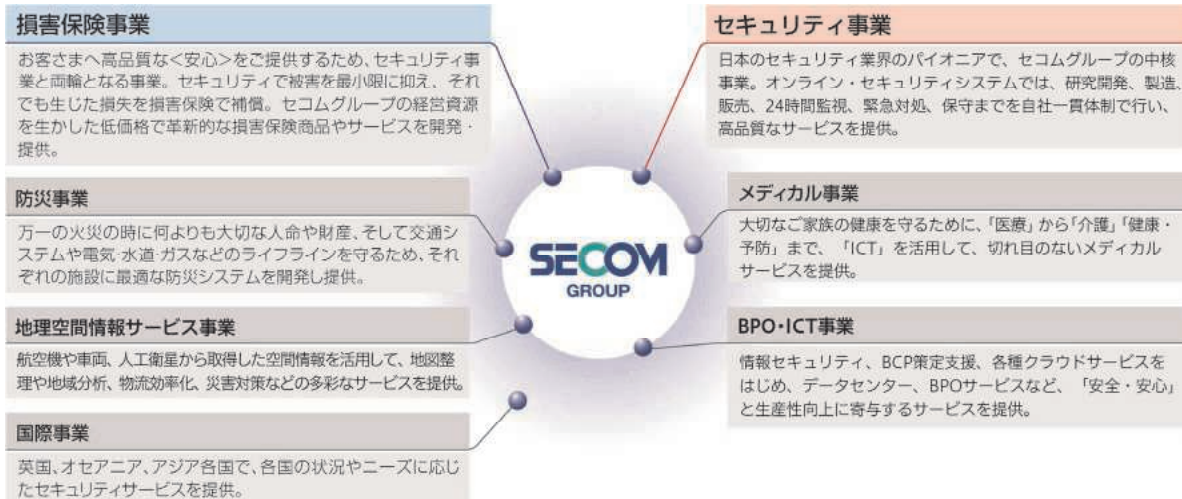 損害保険事業
お客さまへ高品質な<安心>をご提供するため、セキュリティ事
業と両輪となる事業。セキュリティで被害を最小限に抑え、それ
でも生じた損失を損害保険で補償。セコムグループの経営資源
を生かした低価格で革新的な損害保険商品やサービスを開発・
提供。
防災事業
万一の火災の時に何よりも大切な人命や財産、そして交通シ
ステムや電気・水道・ガスなどのライフラインを守るため、それ
ぞれの施設に最適な防災システムを開発し提供。
地理空間情報サービス事業
航空機や車両、人工衛星から取得した空間情報を活用して、地図整
理や地域分析、物流効率化、災害対策などの多彩なサービスを提供。
国際事業
英国、オセアニア、アジア各国で、各国の状況やニーズに応じ
たセキュリティサービスを提供。
SECOM
GROUP
セキュリティ事業
日本のセキュリティ業界のパイオニアで、セコムグループの中核
事業。オンライン・セキュリティシステムでは、研究開発、製造、
販売、24時間監視、緊急対処、保守までを自社一貫体制で行い、
高品質なサービスを提供。
メディカル事業
大切なご家族の健康を守るために、「医療」から「介護」「健康・
予防」まで、「ICT」を活用して、切れ目のないメディカル
サービスを提供。
BPO・ICT事業
情報セキュリティ、BCP策定支援、各種クラウドサービスを
はじめ、データセンター、BPOサービスなど、「安全・安心」
と生産性向上に寄与するサービスを提供。